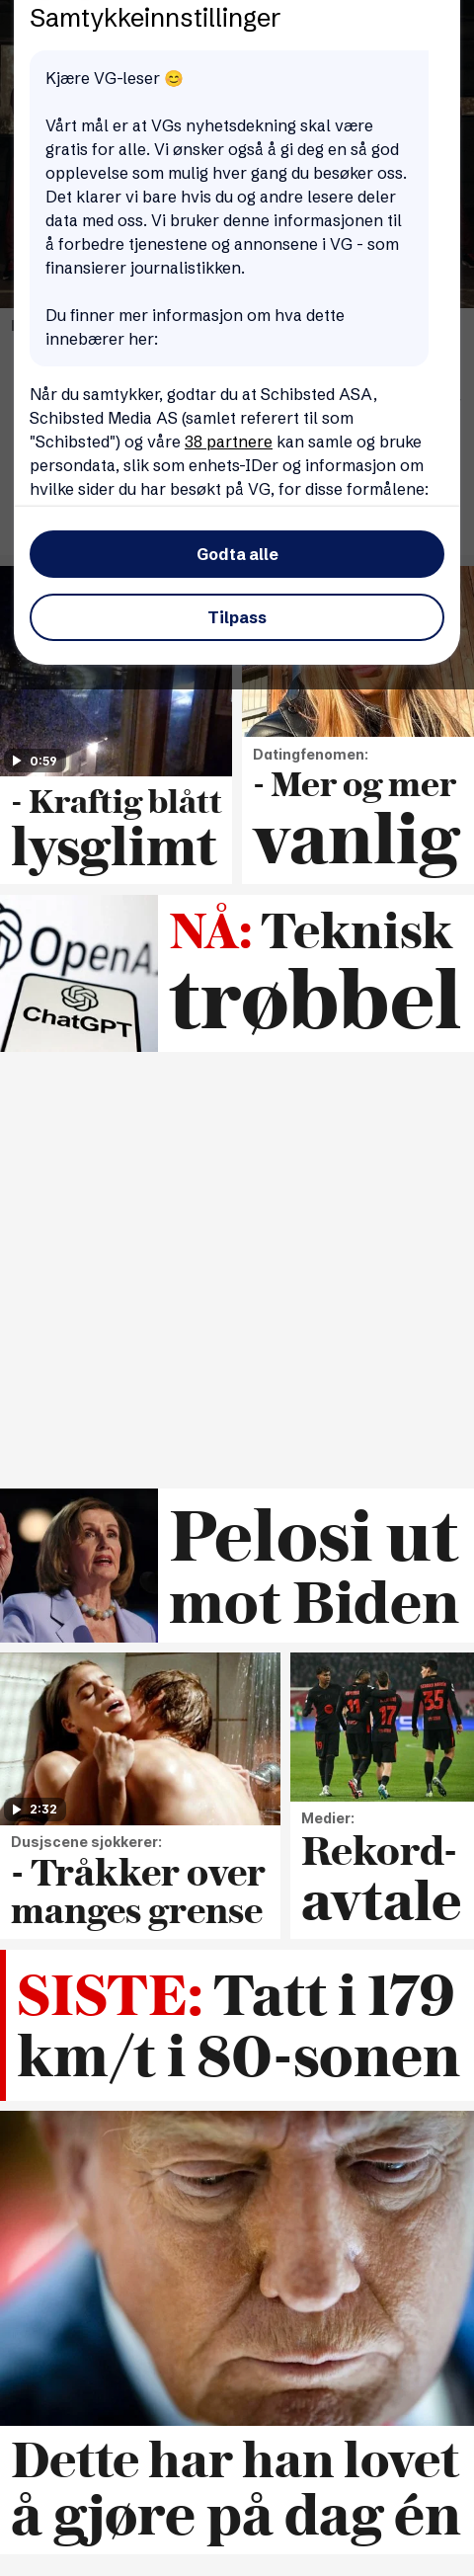 Samtykkeinnstillinger
Kjære VG-leser 😊
Vårt mål er at VGs nyhetsdekning skal være
gratis for alle. Vi ønsker også å gi deg en så god
opplevelse som mulig hver gang du besøker oss.
Det klarer vi bare hvis du og andre lesere deler
data med oss. Vi bruker denne informasjonen til
å forbedre tjenestene og annonsene i VG - som
finansierer journalistikken.
Du finner mer informasjon om hva dette
innebærer her:
Når du samtykker, godtar du at Schibsted ASA,
Schibsted Media AS (samlet referert til som
"Schibsted") og våre 38 partnere kan samle og bruke
persondata, slik som enhets-IDer og informasjon om
hvilke sider du har besøkt på VG, for disse formålene:
Godta alle
Tilpass
0:59
- Kraftig blått
lysglimt
Datingfenomen:
- Mer og mer
vanlig
OpenA
ChatGPT
NÅ: Teknisk
trøbbel
Pelosi ut
mot Biden
2:32
Dusjscene sjokkerer:
- Tråkker over
manges grense
19
11
17
35
Medier:
Rekord-
avtale
SISTE: Tatt i 179
km/t i 80-sonen
Dette har han lovet
å gjøre på dag én